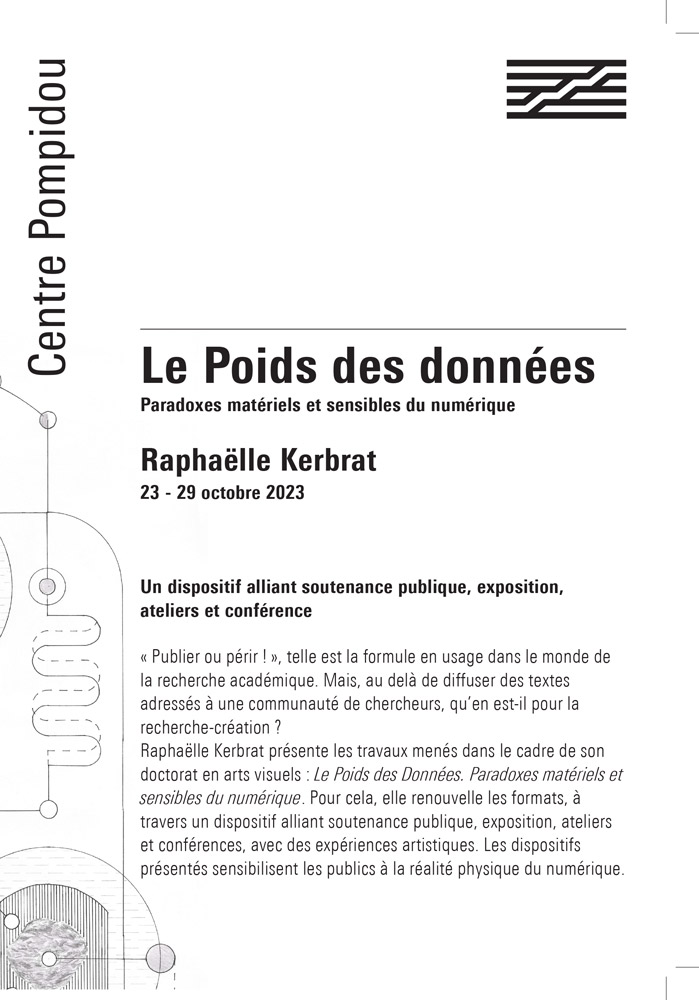 Centre Pompidou
Le Poids des données
Paradoxes matériels et sensibles du numérique
Raphaëlle Kerbrat
23 - 29 octobre 2023
Un dispositif alliant soutenance publique, exposition,
ateliers et conférence
« Publier ou périr ! », telle est la formule en usage dans le monde de
la recherche académique. Mais, au delà de diffuser des textes
adressés à une communauté de chercheurs, qu’en est-il pour la
recherche-création ?
Raphaëlle Kerbrat présente les travaux menés dans le cadre de son
doctorat en arts visuels : Le Poids des Données. Paradoxes matériels et
sensibles du numérique. Pour cela, elle renouvelle les formats, à
travers un dispositif alliant soutenance publique, exposition, ateliers
et conférences, avec des expériences artistiques. Les dispositifs
présentés sensibilisent les publics à la réalité physique du numérique.